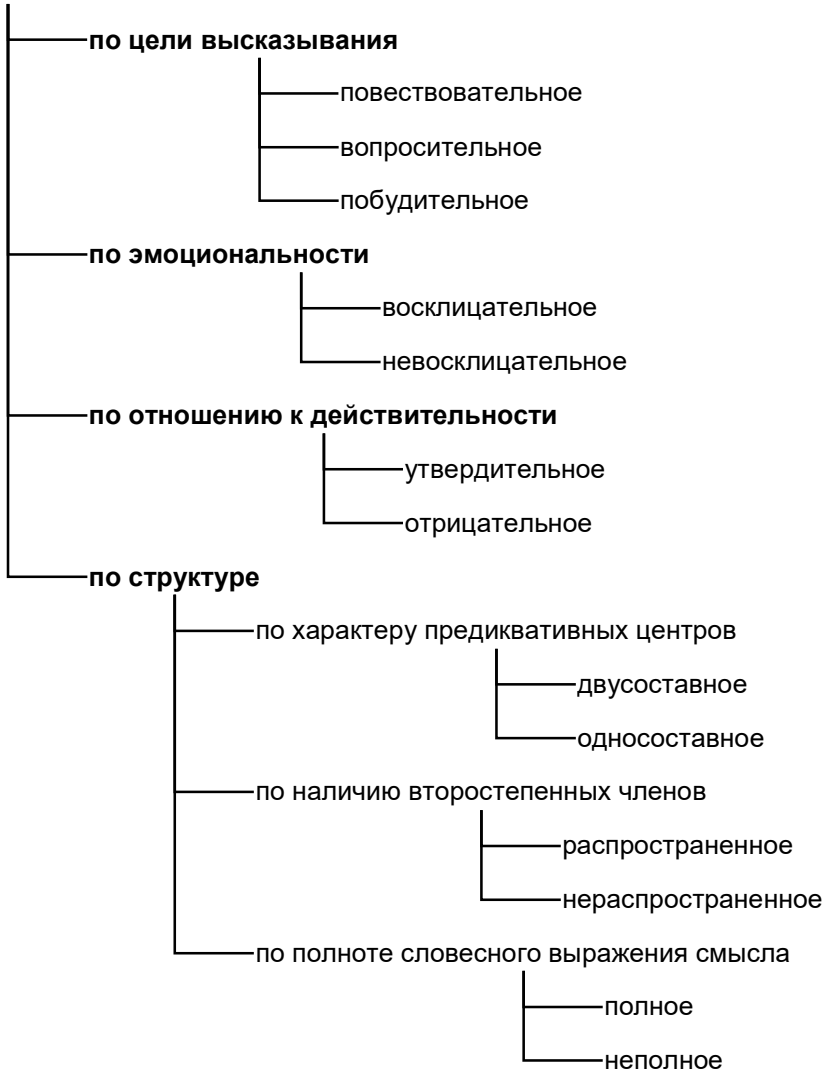 по цели высказывания
повествовательное
вопросительное
побудительное
по эмоциональности
восклицательное
невосклицательное
по отношению к действительности
утвердительное
отрицательное
по структуре
по характеру предиквативных центров
двусоставное
односоставное
по наличию второстепенных членов
распространенное
нераспространенное
по полноте словесного выражения смысла
полное
неполное